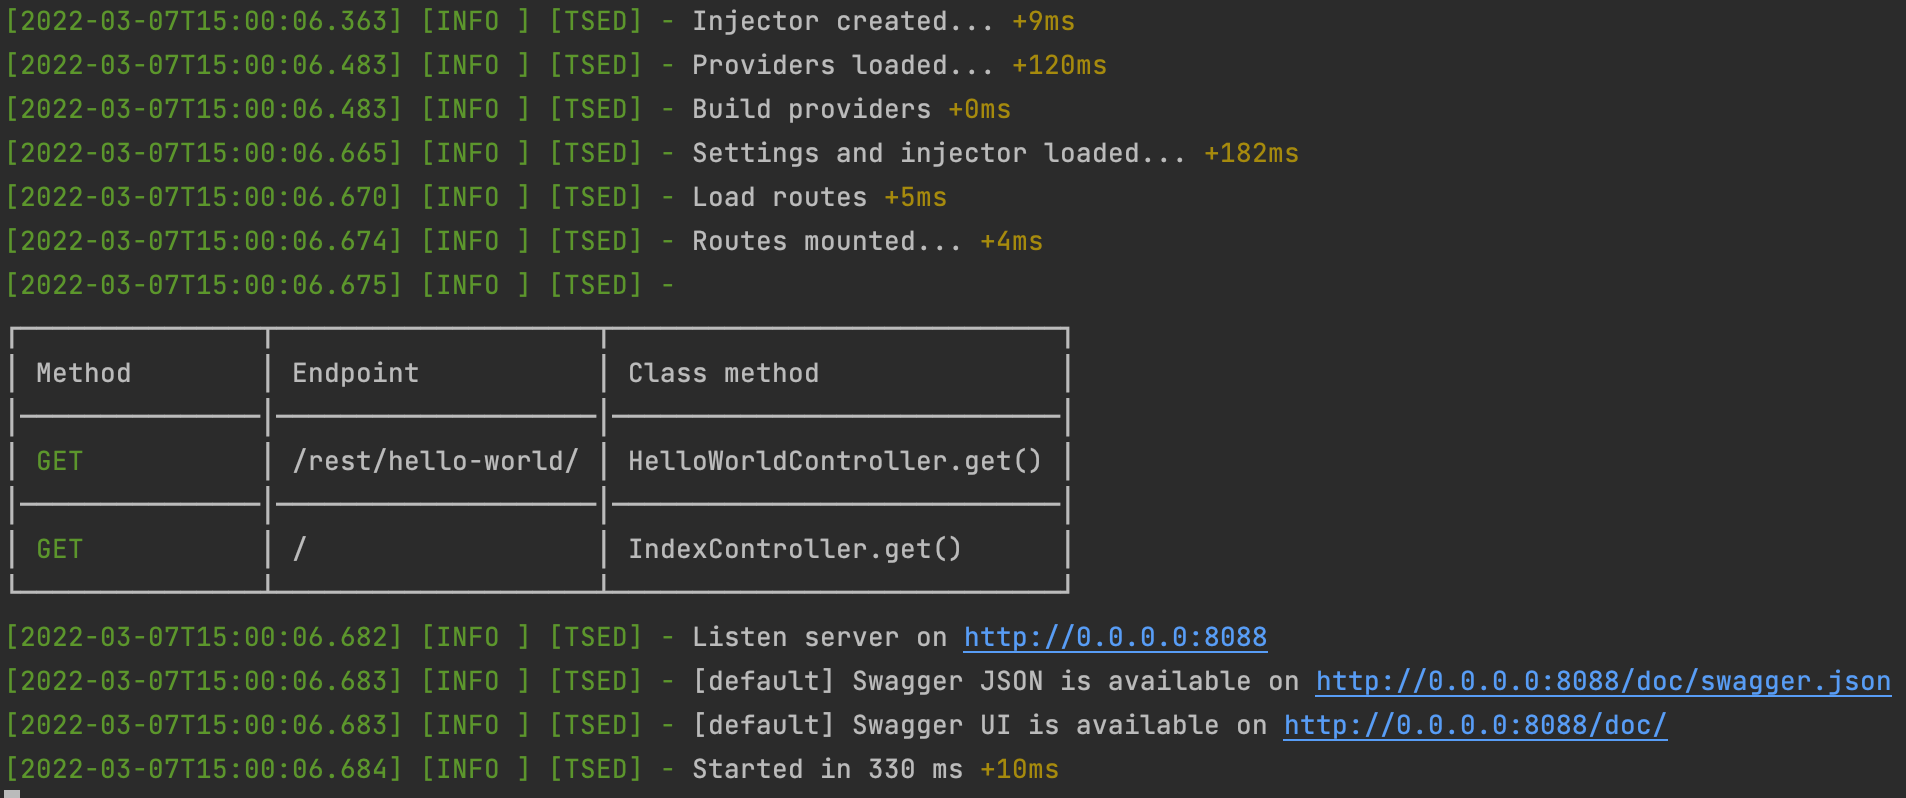 [2022-03-07T15:00:06.363] [INFO ] [TSED] - Injector created... +9ms
[2022-03-07T15:00:06.483] [INFO ] [TSED] - Providers loaded... +120ms
[2022-03-07T15:00:06.483] [INFO ] [TSED] - Build providers +0ms
[2022-03-07T15:00:06.665] [INFO ] [TSED] - Settings and injector loaded... +182ms
[2022-03-07T15:00:06.670] [INFO ] [TSED] - Load routes +5ms
[2022-03-07T15:00:06.674] [INFO ] [TSED] - Routes mounted... +4ms
[2022-03-07T15:00:06.675] [INFO ] [TSED] -
Method Endpoint Class method
GET /rest/hello-world/ HelloWorldController.get()
GET / IndexController.get()
[2022-03-07T15:00:06.682] [INFO ] [TSED] - Listen server on http://0.0.0.0:8088
[2022-03-07T15:00:06.683] [INFO ] [TSED] - [default] Swagger JSON is available on http://0.0.0.0:8088/doc/swagger.json
[2022-03-07T15:00:06.683] [INFO ] [TSED] - [default] Swagger UI is available on http://0.0.0.0:8088/doc/
[2022-03-07T15:00:06.684] [INFO ] [TSED] - Started in 330 ms +10ms